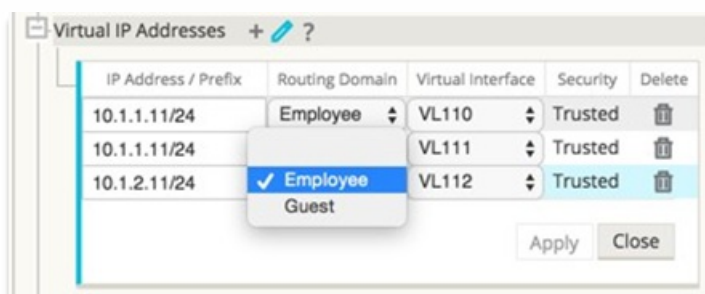 Virtual IP Addresses + ?
IP Address / Prefix Routing Domain Virtual Interface Security Delete
10.1.1.11/24 Employee VL110 Trusted
10.1.1.11/24 VL111 Trusted
10.1.2.11/24 ✓ Employee VL112 Trusted
Guest
Apply Close